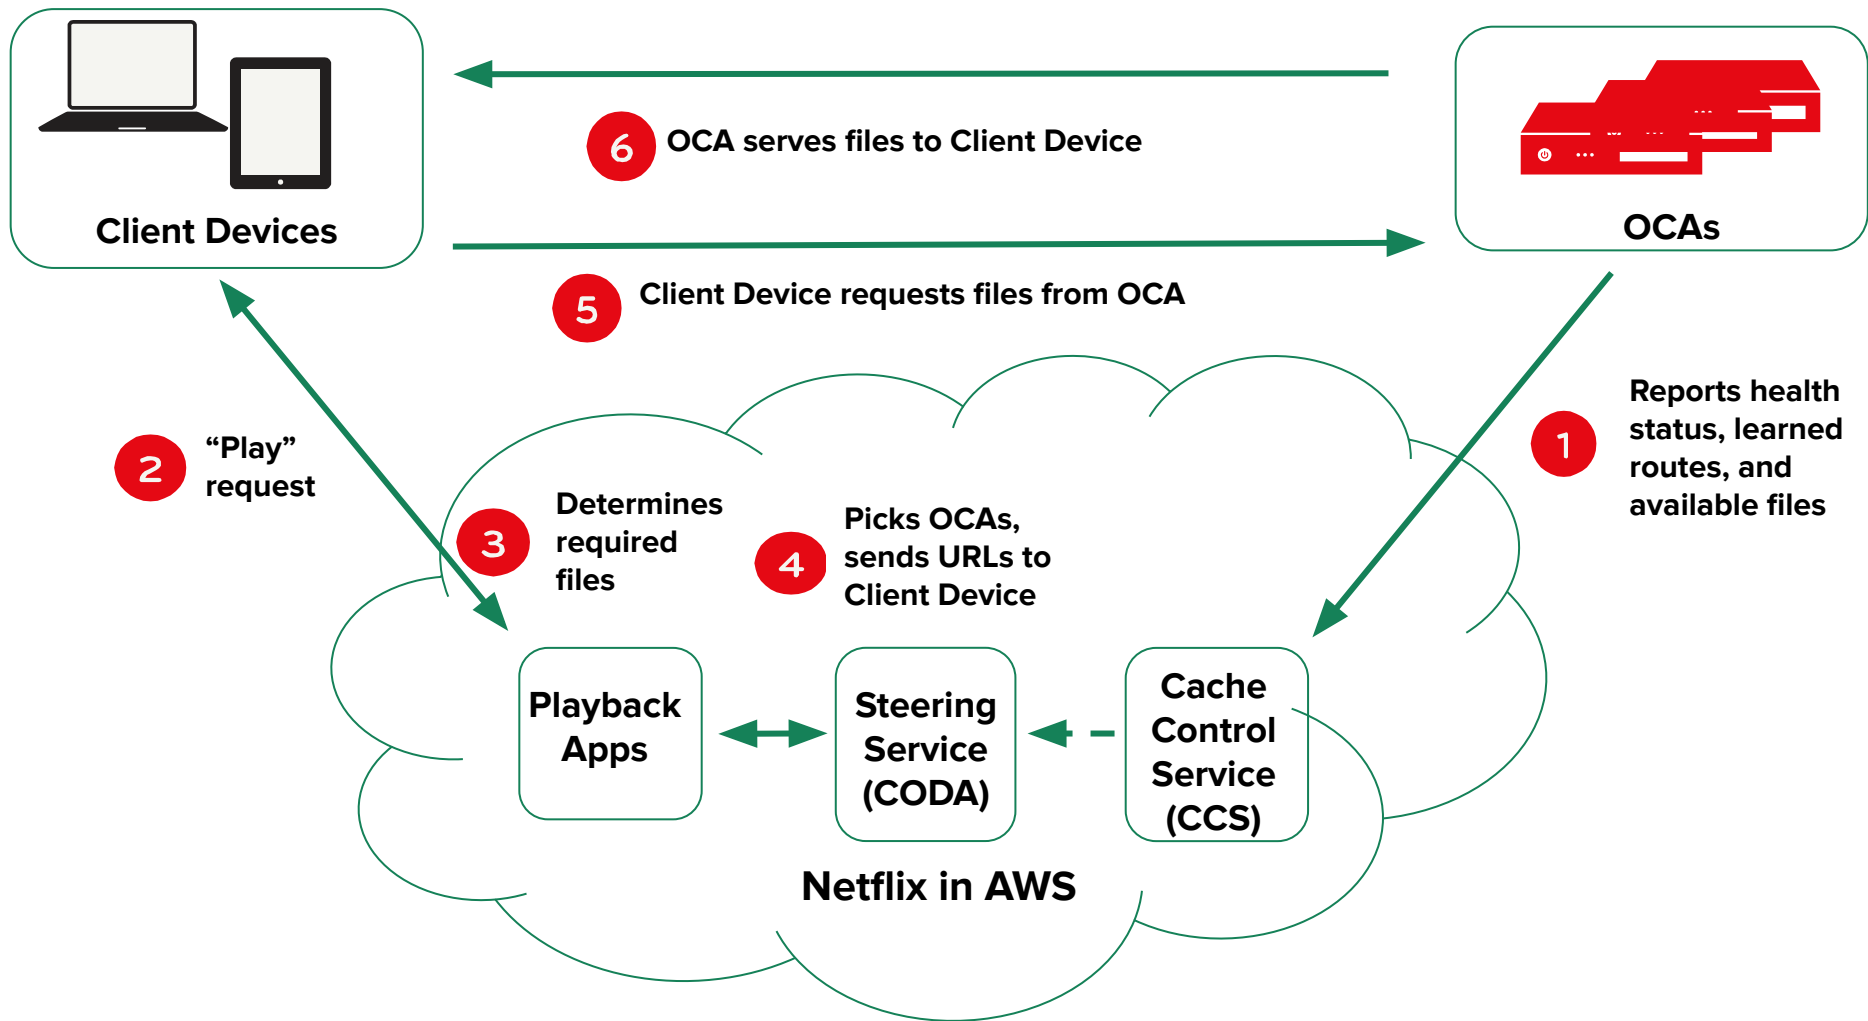 Client Devices
OCAs
6
OCA serves files to Client Device
5
Client Device requests files from OCA
1
Reports health
status, learned
routes, and
available files
2
“Play”
request
3
Determines
required
files
4
Picks OCAs,
sends URLs to
Client Device
Playback
Apps
Steering
Service
(CODA)
Cache
Control
Service
(CCS)
Netflix in AWS